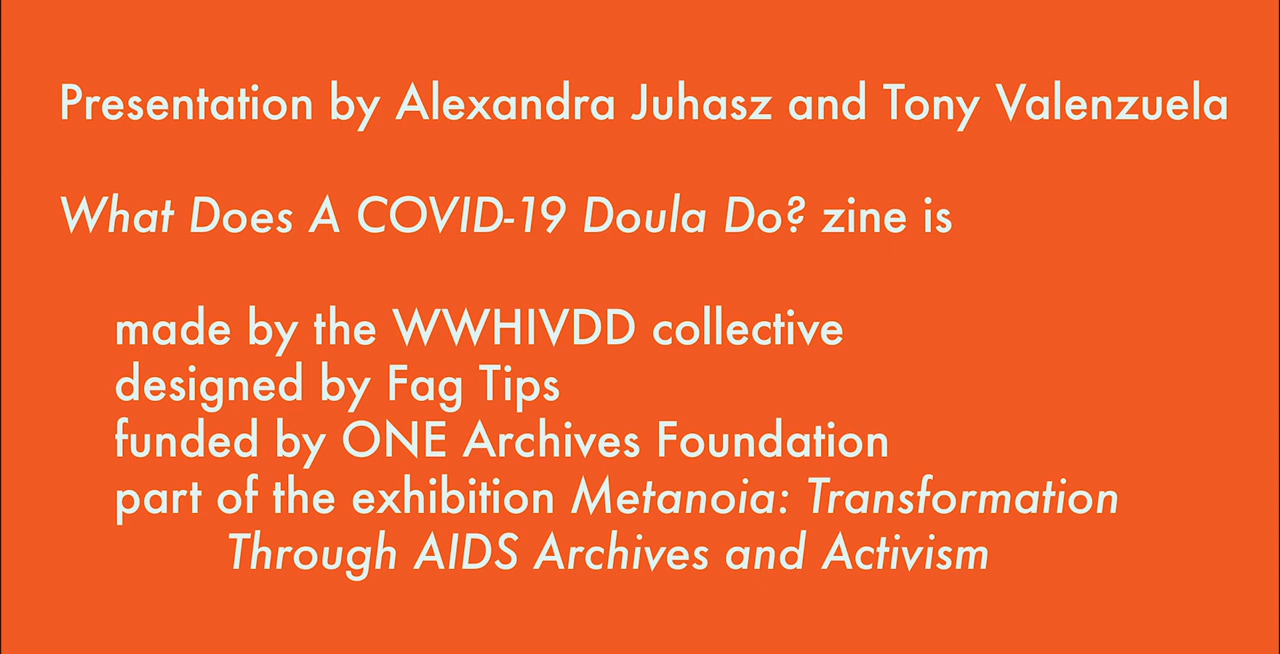 Presentation by Alexandra Juhasz and Tony Valenzuela
What Does A COVID-19 Doula Do? zine is
made by the WWHIVDD collective
designed by Fag Tips
funded by ONE Archives Foundation
part of the exhibition Metanoia: Transformation
Through AIDS Archives and Activism